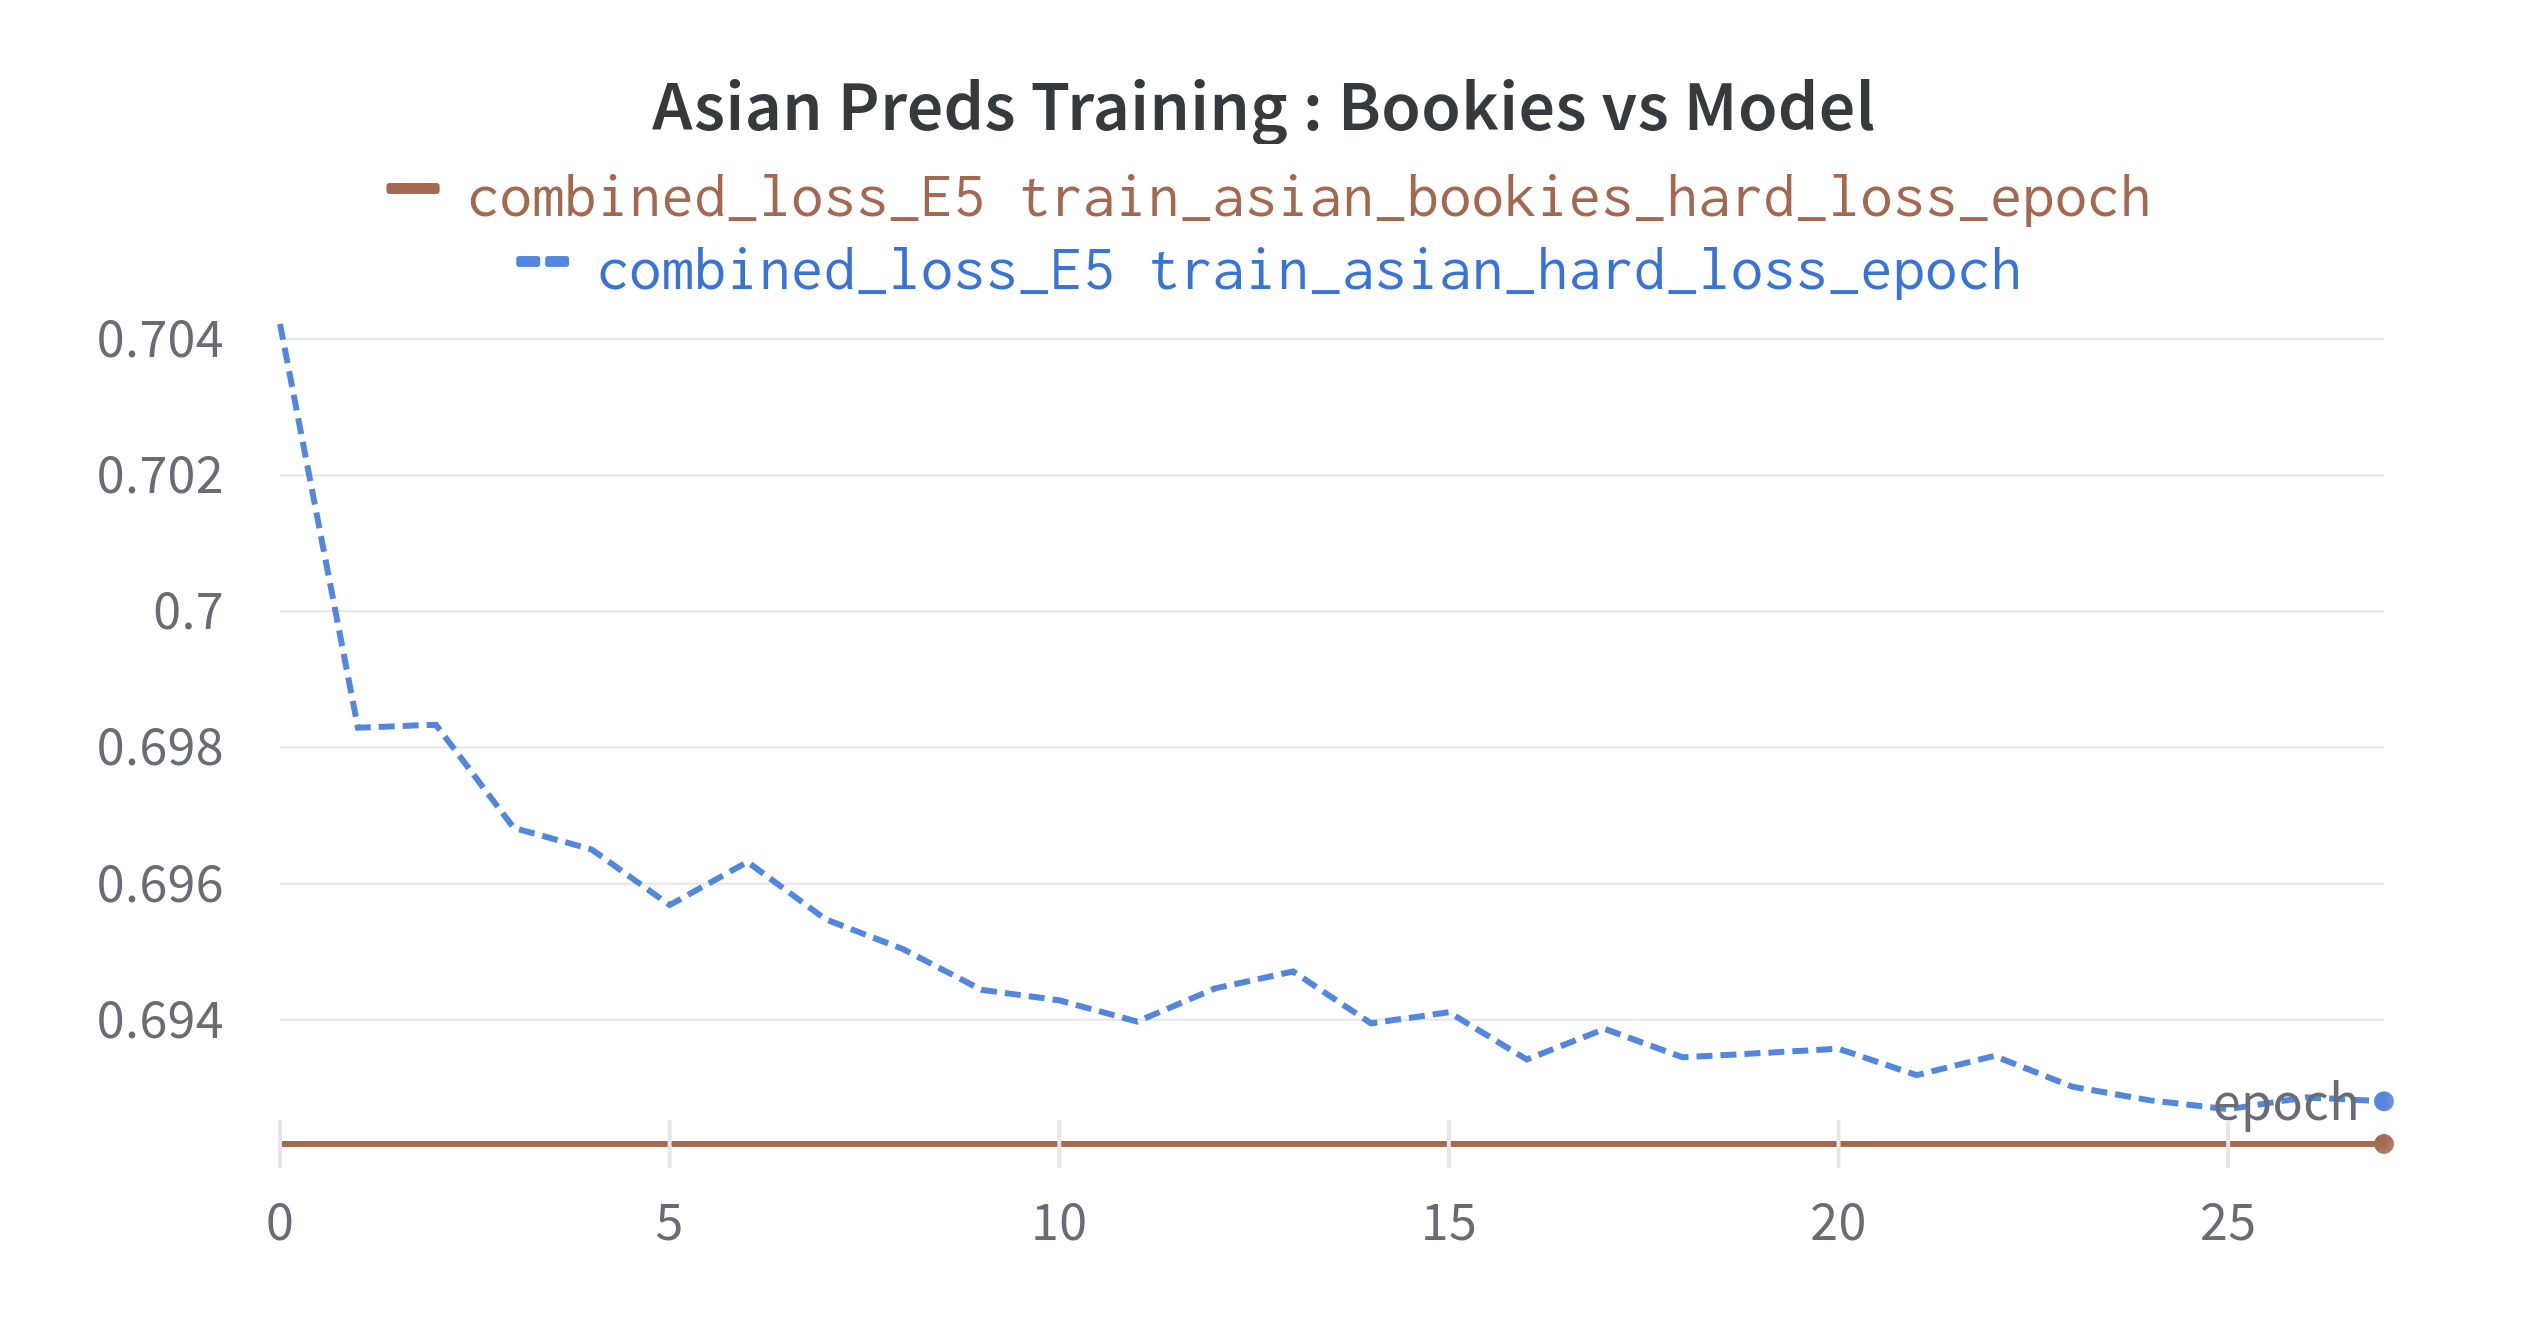 Asian Preds Training : Bookies vs Model
combined_loss_E5 train_asian_bookies_hard_loss_epoch
combined_loss_E5 train_asian_hard_loss_epoch
0.704
0.702
0.7
0.698
0.696
0.694
epoch
0 5 10 15 20 25